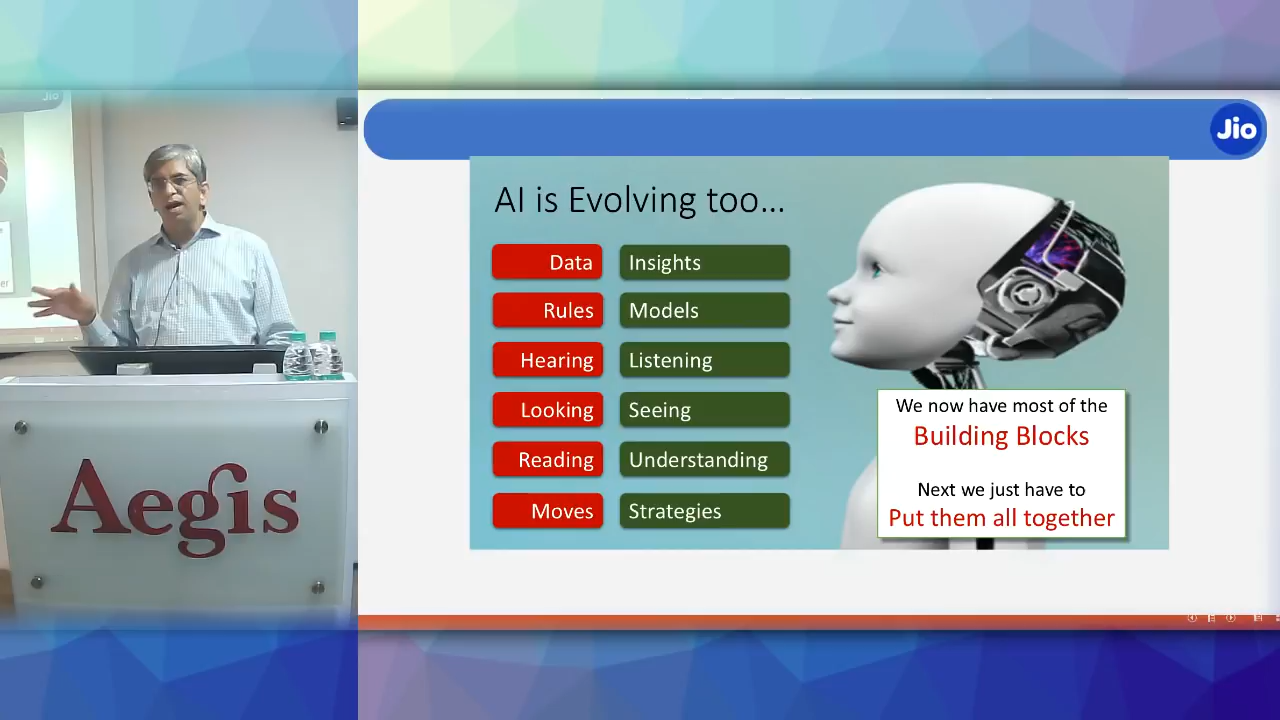 Jio
AI is Evolving too...
Data Insights
Rules Models
Hearing Listening
Looking Seeing
Reading Understanding
Moves Strategies
We now have most of the
Building Blocks
Next we just have to
Put them all together
Aegis